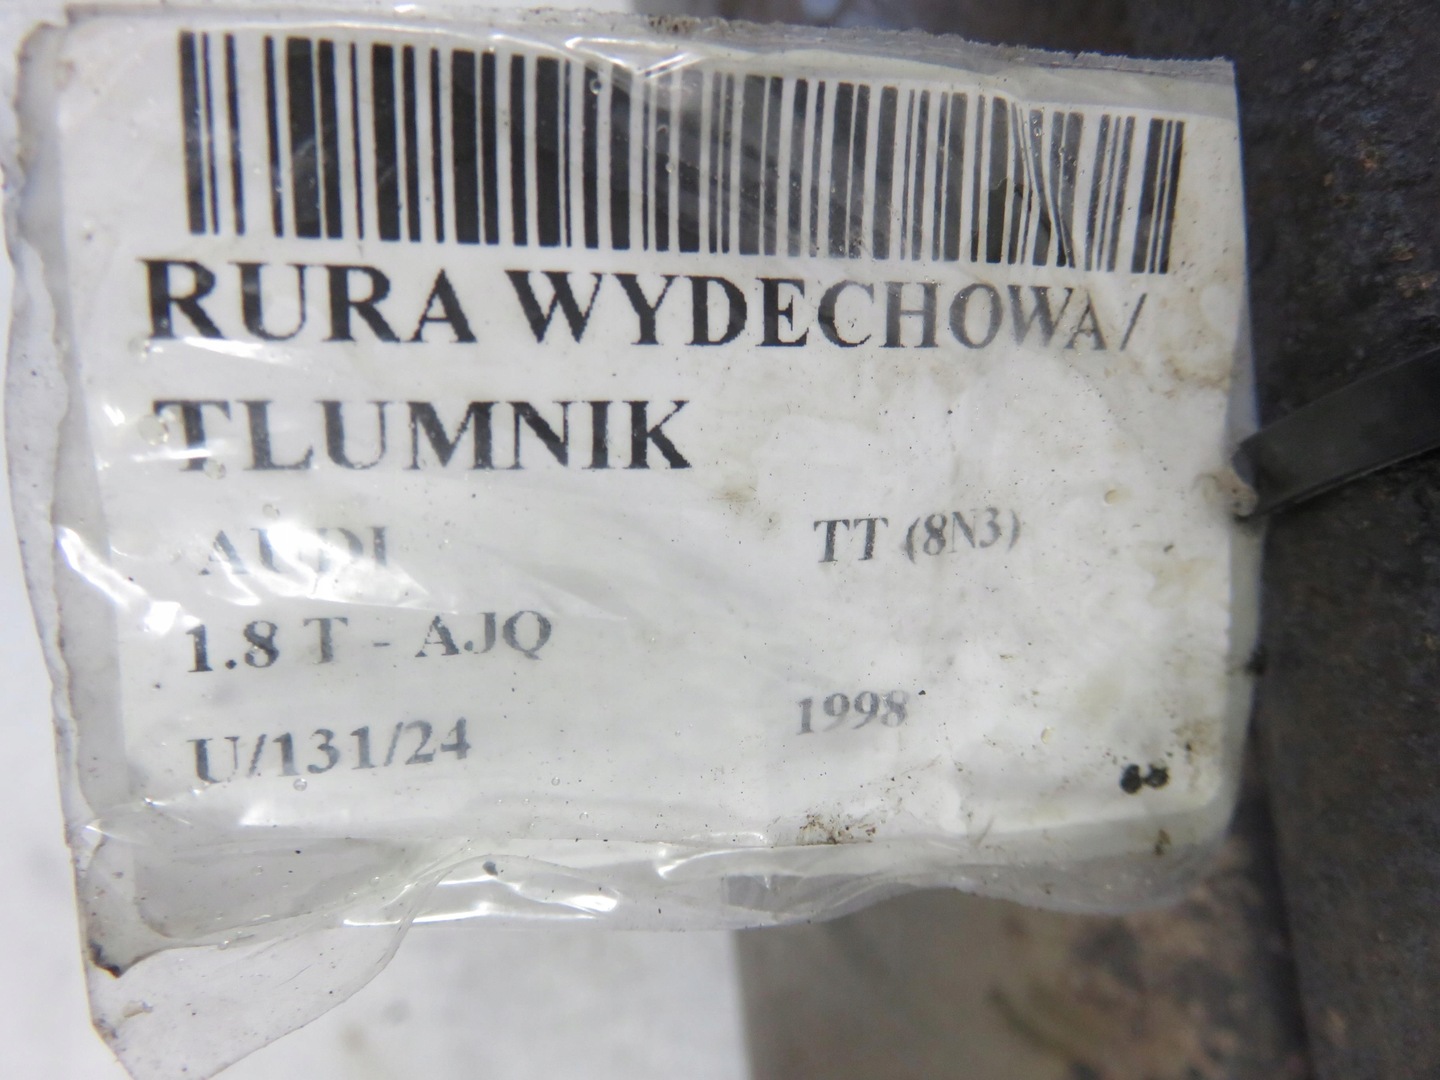 RURA WYDECHOWA/
TLUMNIK
AUDI TT (8N3)
1.8 T - AJQ
U/131/24 1998